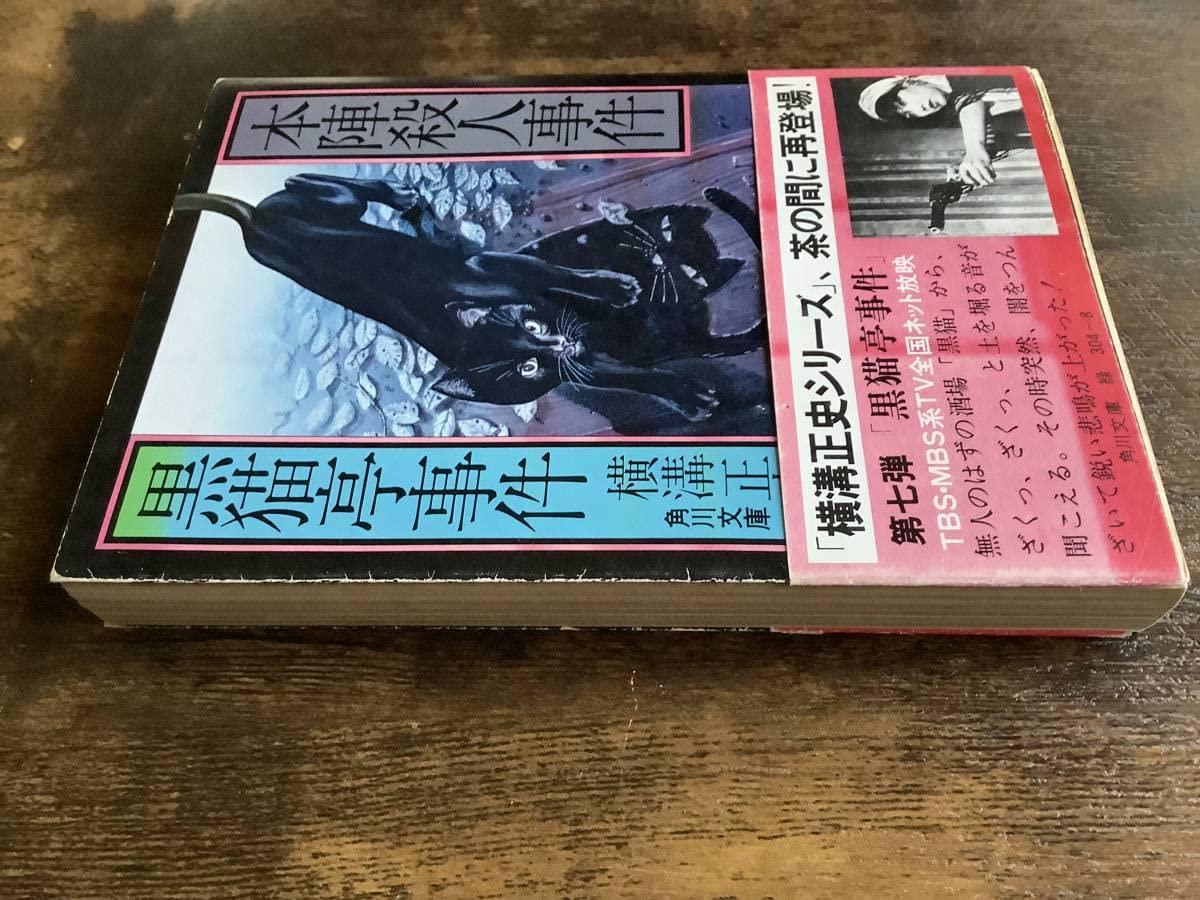 本陣殺人事件
黒猫亭事件
横溝正
角川文庫
「横溝正史シリーズ」、茶の間に再登場!
第七弾「黒猫亭事件」
TBS・MBS系TV全国ネット放映
無人のはずの酒場「黒猫」から、
ざくっ、ざくっ、と土を堀る音が
聞こえる。その時突然、闇をつん
ざいて鋭い悲鳴が上がった!
角川文庫 緑 304-8